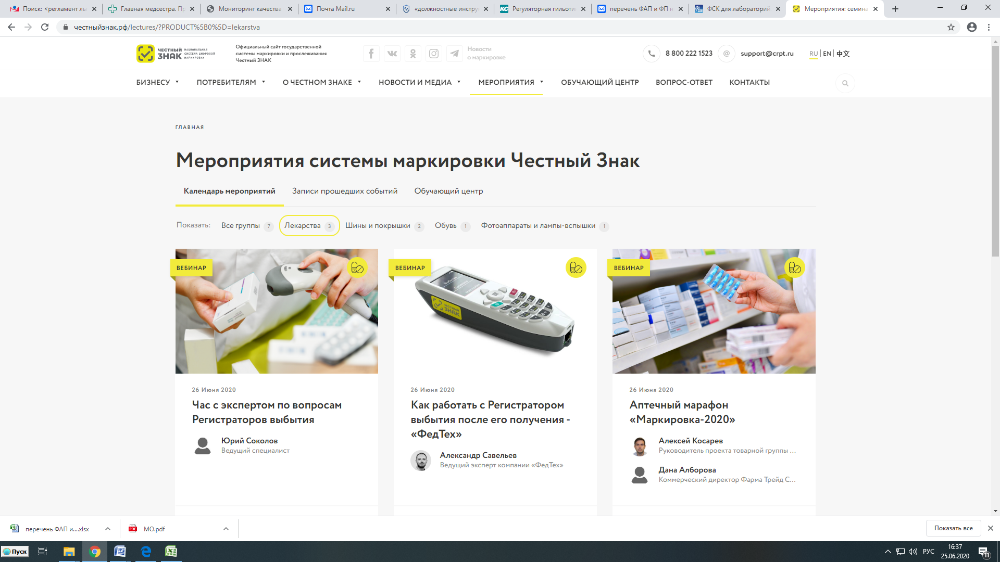 Поиск: <регламент лы
Главная медсестра. Пр
Мониторинг качества
Почта Mail.ru
«должностные инстру
Регуляторная гильоти
перечень ФАП и ФП н
ФСК для лабораторий
Мероприятия: семина
честныйзнак.рф/lectures/?PRODUCT%5B0%5D=lekarstva
ЧЕСТНЫЙ ЗНАК
НАЦИОНАЛЬНАЯ СИСТЕМА ЦИФРОВОЙ МАРКИРОВКИ
Официальный сайт государственной
системы маркировки и прослеживания
Честный ЗНАК
Новости
о маркировке
8 800 222 1523
support@crpt.ru
RU | EN | 中文
БИЗНЕСУ ПОТРЕБИТЕЛЯМ О ЧЕСТНОМ ЗНАКЕ НОВОСТИ И МЕДИА МЕРОПРИЯТИЯ ОБУЧАЮЩИЙ ЦЕНТР ВОПРОС-ОТВЕТ КОНТАКТЫ
ГЛАВНАЯ
Мероприятия системы маркировки Честный Знак
Календарь мероприятий Записи прошедших событий Обучающий центр
Показать: Все группы 7 Лекарства 3 Шины и покрышки 2 Обувь 1 Фотоаппараты и лампы-вспышки 1
ВЕБИНАР
26 Июня 2020
Час с экспертом по вопросам
Регистраторов выбытия
Юрий Соколов
Ведущий специалист
ВЕБИНАР
ЧЕСТНЫЙ
ЗНАК
26 Июня 2020
Как работать с Регистратором
выбытия после его получения -
«ФедТех»
Александр Савельев
Ведущий эксперт компании «ФедТех»
ВЕБИНАР
26 Июня 2020
Аптечный марафон
«Маркировка-2020»
Алексей Косарев
Руководитель проекта товарной группы ...
Дана Алборова
Коммерческий директор Фарма Трейд С...
перечень ФАП и....xlsx
МО.pdf
Показать все
Пуск
РУС
16:37
25.06.2020
11